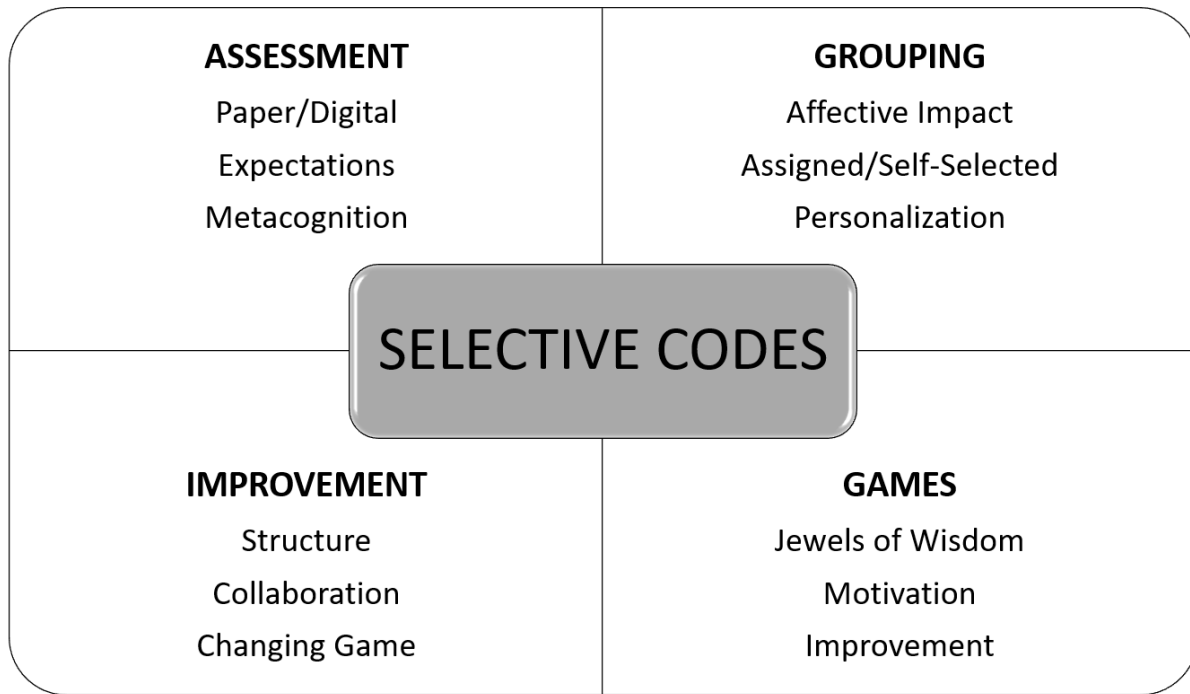 ASSESSMENT
Paper/Digital
Expectations
Metacognition
GROUPING
Affective Impact
Assigned/Self-Selected
Personalization
SELECTIVE CODES
IMPROVEMENT
Structure
Collaboration
Changing Game
GAMES
Jewels of Wisdom
Motivation
Improvement